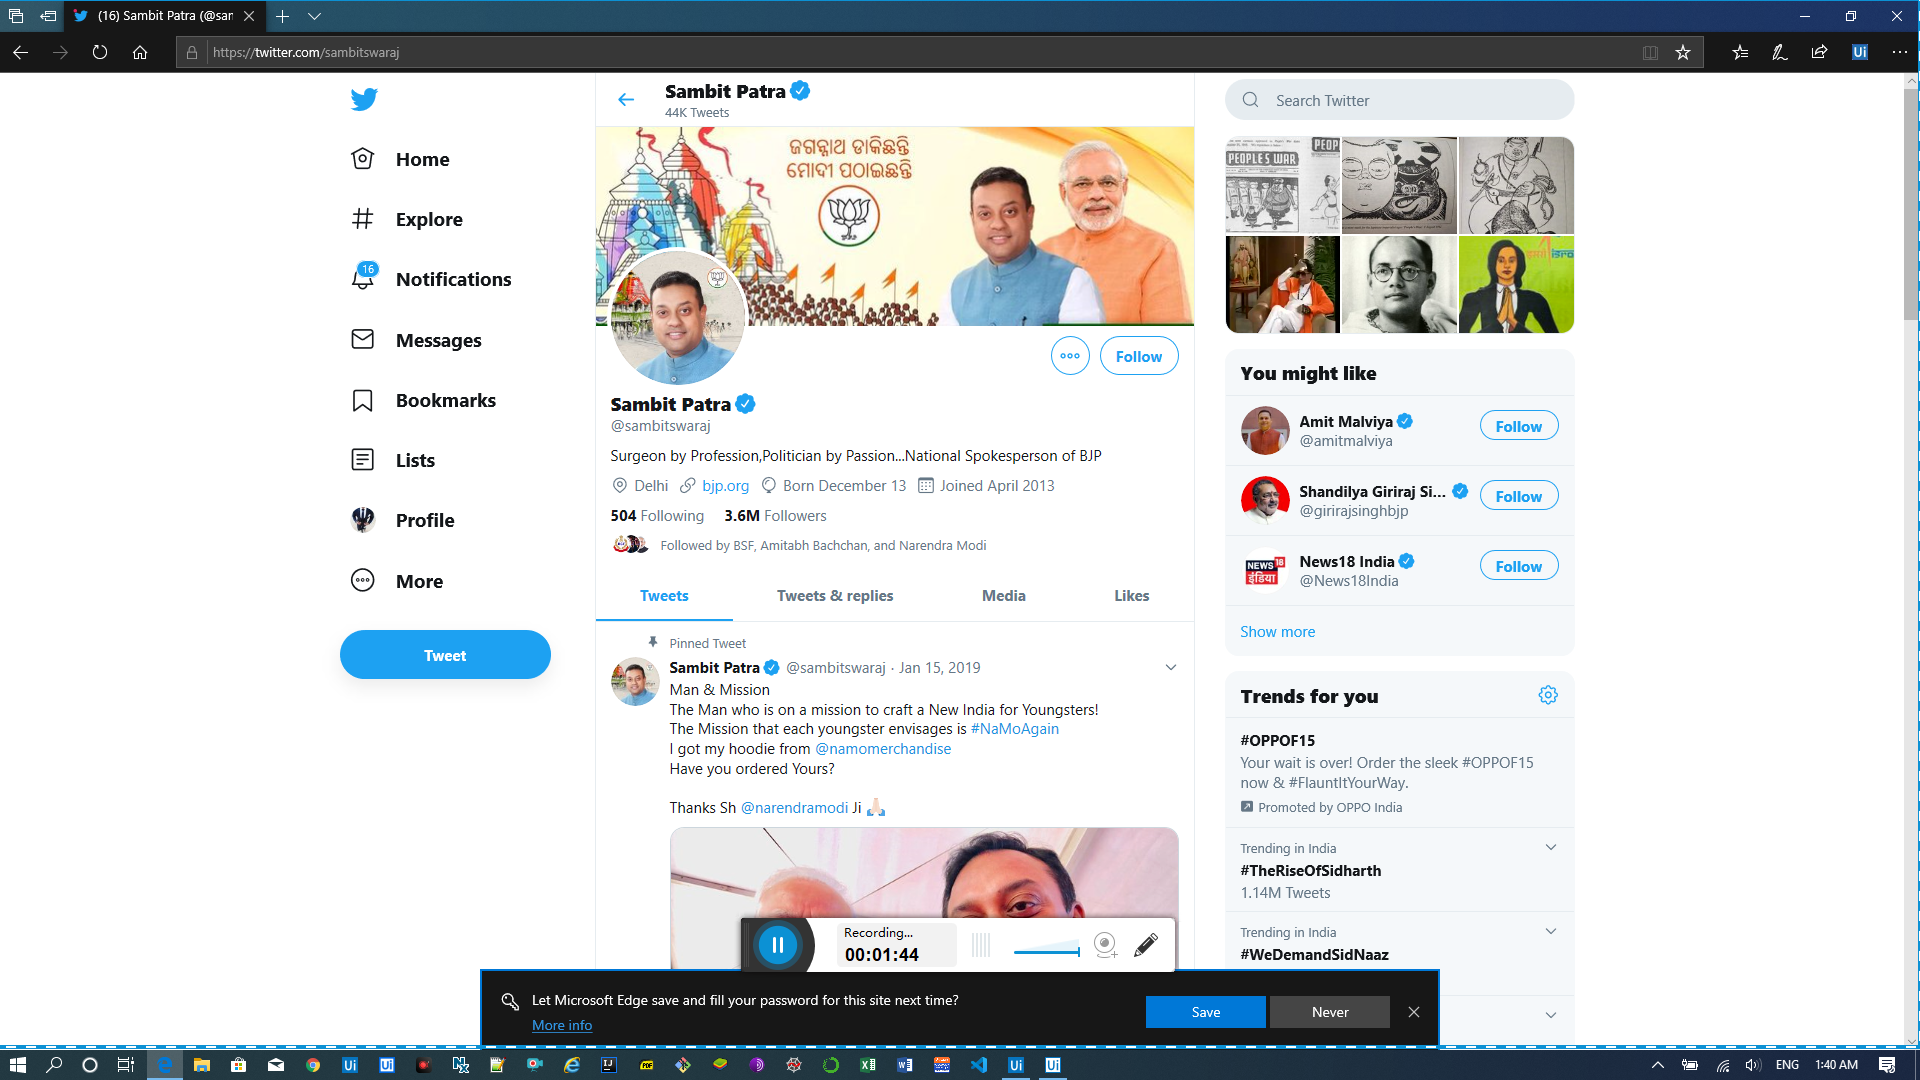 (16) Sambit Patra (@sar
https://twitter.com/sambitswaraj
Home
Explore
16
Notifications
Messages
Bookmarks
Lists
Profile
More
Tweet
Sambit Patra
44K Tweets
ଜଗନ୍ନାଥ ଡାକିଛନ୍ତି
ମୋଦୀ ପଠାଇଛନ୍ତି
Follow
Sambit Patra
@sambitswaraj
Surgeon by Profession,Politician by Passion...National Spokesperson of BJP
Delhi bjp.org Born December 13 Joined April 2013
504 Following 3.6M Followers
Followed by BSF, Amitabh Bachchan, and Narendra Modi
Tweets Tweets & replies Media Likes
Pinned Tweet
Sambit Patra @sambitswaraj · Jan 15, 2019
Man & Mission
The Man who is on a mission to craft a New India for Youngsters!
The Mission that each youngster envisages is #NaMoAgain
I got my hoodie from @namomerchandise
Have you ordered Yours?
Thanks Sh @narendramodi Ji 🙏🏻
Search Twitter
PEOPLE'S WAR
PEOP
isro
You might like
Amit Malviya
@amitmalviya
Follow
Shandilya Giriraj Si...
@girirajsinghbjp
Follow
NEWS 18
इंडिया
News18 India
@News18India
Follow
Show more
Trends for you
#OPPOF15
Your wait is over! Order the sleek #OPPOF15
now & #FlauntItYourWay.
Promoted by OPPO India
Trending in India
#TheRiseOfSidharth
1.14M Tweets
Trending in India
#WeDemandSidNaaz
Recording...
00:01:44
Let Microsoft Edge save and fill your password for this site next time?
More info
Save
Never
ENG
1:40 AM